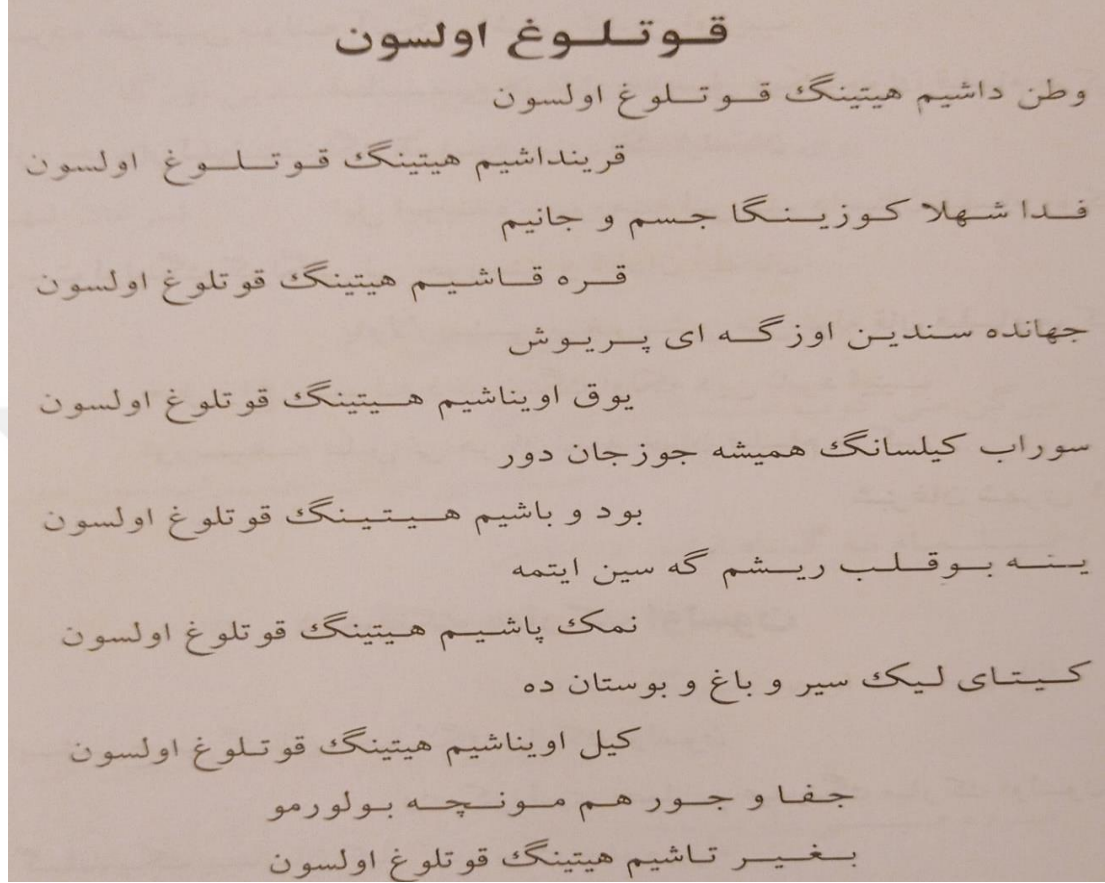 قوتلوغ اولسون
وطن داشیم هیتینگ قوتلوغ اولسون
قرینداشیم هیتینگ قوتلوغ اولسون
فدا شهلا کوزینگا جسم و جانیم
قره قاشیم هیتینگ قوتلوغ اولسون
جهانده سندین اوزگه ای پریوش
یوق اویناشیم هیتینگ قوتلوغ اولسون
سوراب کیلسانگ همیشه جوزجان دور
بود و باشیم هیتینگ قوتلوغ اولسون
ینه بوقلب ریشم گه سین ایتمه
نمک پاشیم هیتینگ قوتلوغ اولسون
کیتای لیک سیر و باغ و بوستان ده
کیل اویناشیم هیتینگ قوتلوغ اولسون
جفا و جور هم مونچه بولورمو
بغیر تاشیم هیتینگ قوتلوغ اولسون